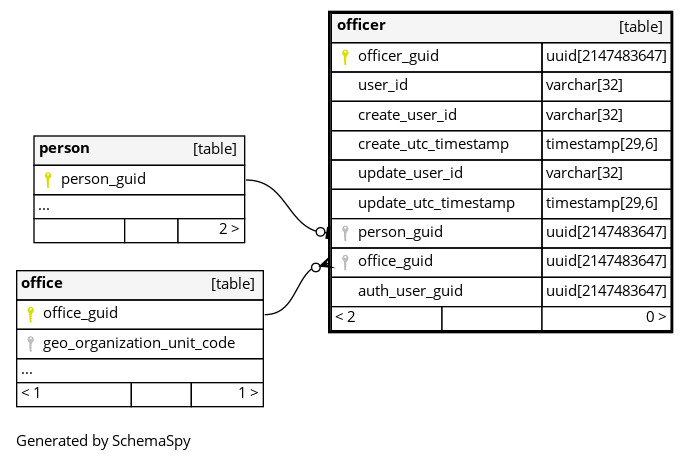 officer [table]
officer_guid uuid[2147483647]
user_id varchar[32]
create_user_id varchar[32]
create_utc_timestamp timestamp[29,6]
update_user_id varchar[32]
update_utc_timestamp timestamp[29,6]
person_guid uuid[2147483647]
office_guid uuid[2147483647]
auth_user_guid uuid[2147483647]
< 2 0 >
person [table]
person_guid
...
2 >
office [table]
office_guid
geo_organization_unit_code
...
< 1 1 >
Generated by SchemaSpy